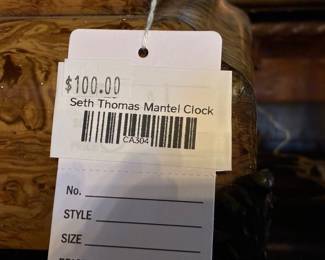 $100.00
Seth Thomas Mantel Clock
CA304
No.
STYLE
SIZE